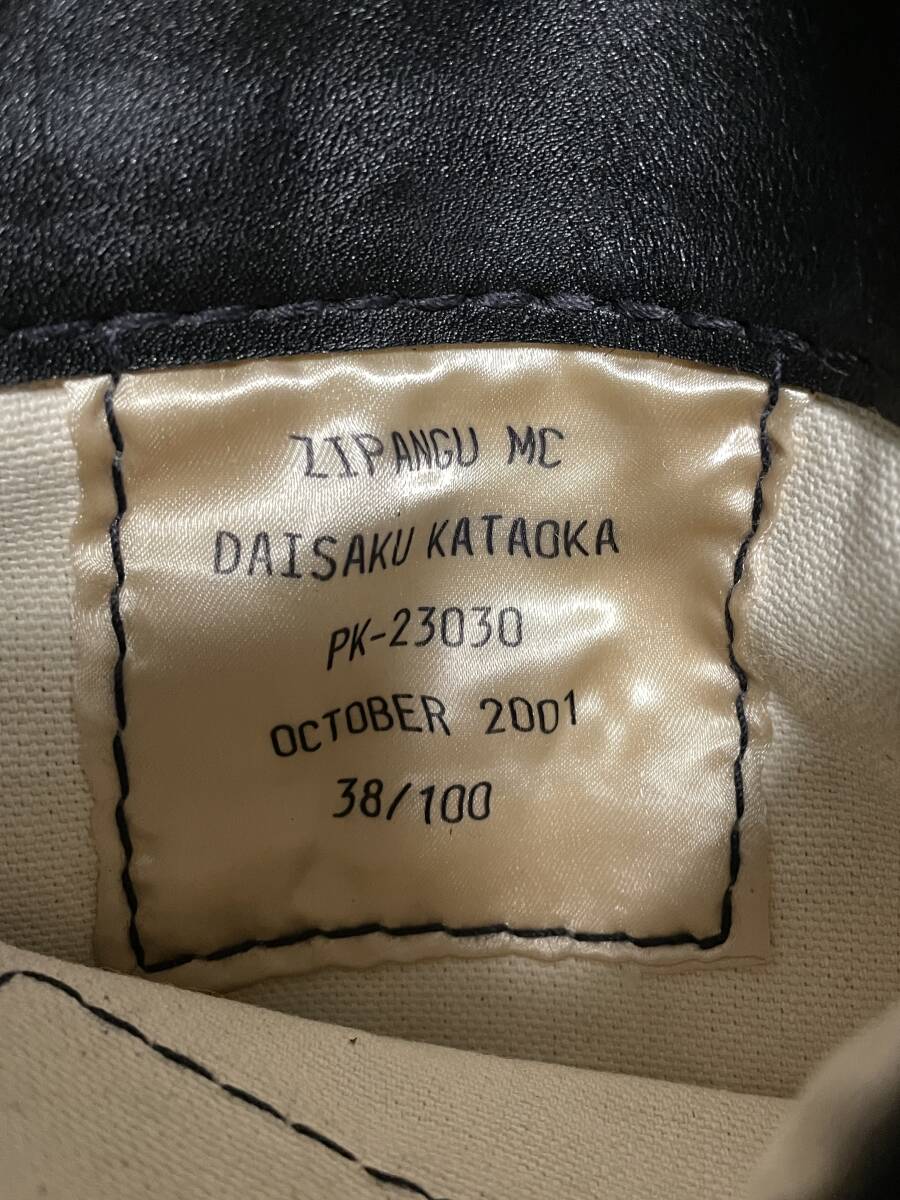 ZIPANGU MC
DAISAKU KATAOKA
PK-23030
OCTOBER 2001
38/100